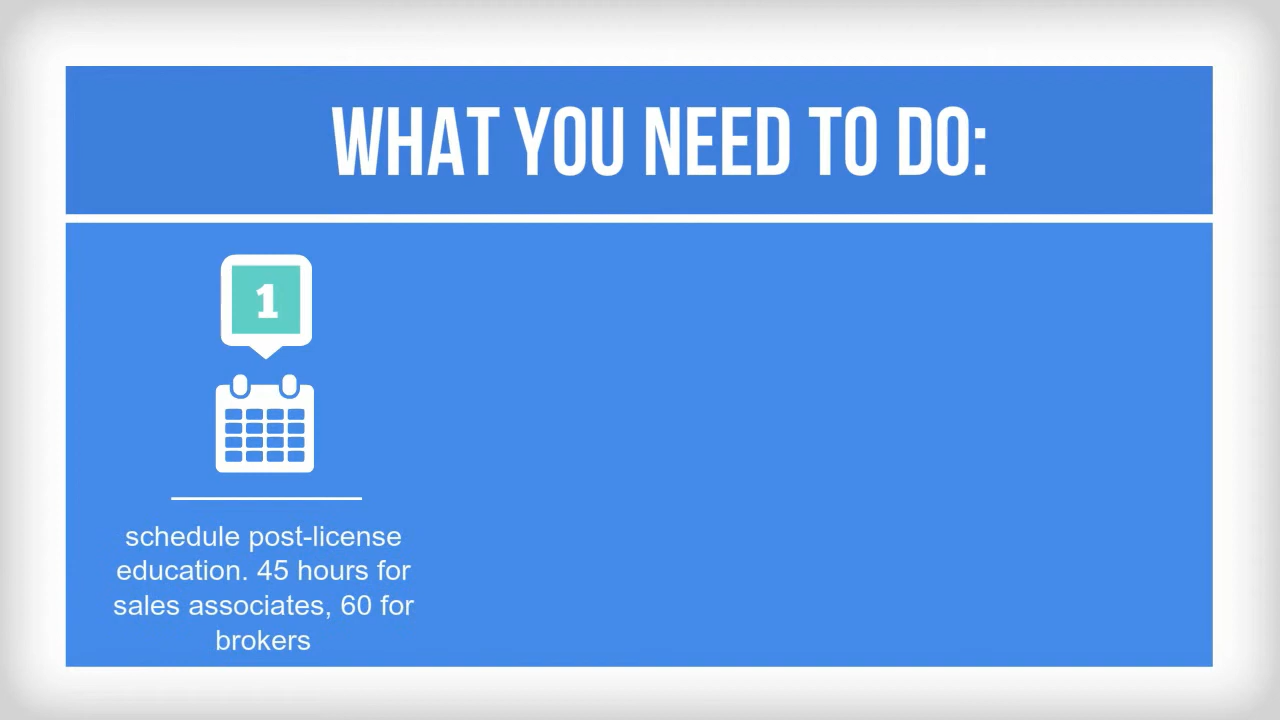 WHAT YOU NEED TO DO:
1
schedule post-license
education. 45 hours for
sales associates, 60 for
brokers